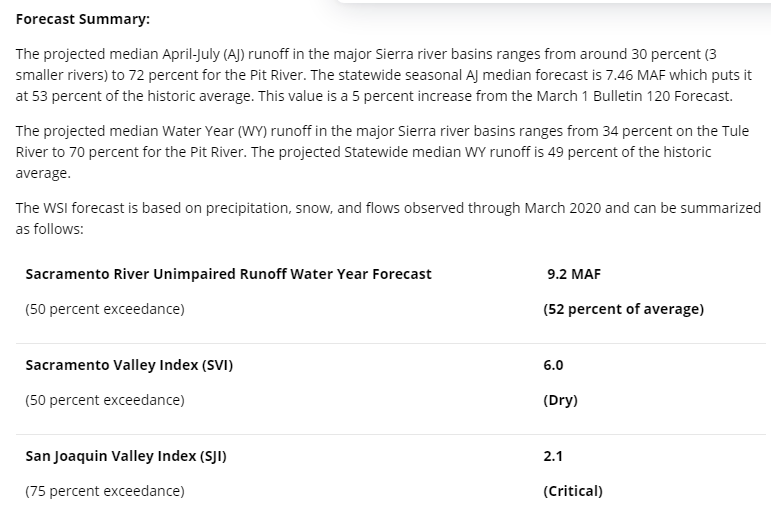 Forecast Summary:
The projected median April-July (AJ) runoff in the major Sierra river basins ranges from around 30 percent (3
smaller rivers) to 72 percent for the Pit River. The statewide seasonal AJ median forecast is 7.46 MAF which puts it
at 53 percent of the historic average. This value is a 5 percent increase from the March 1 Bulletin 120 Forecast.
The projected median Water Year (WY) runoff in the major Sierra river basins ranges from 34 percent on the Tule
River to 70 percent for the Pit River. The projected Statewide median WY runoff is 49 percent of the historic
average.
The WSI forecast is based on precipitation, snow, and flows observed through March 2020 and can be summarized
as follows:
Sacramento River Unimpaired Runoff Water Year Forecast 9.2 MAF
(50 percent exceedance) (52 percent of average)
Sacramento Valley Index (SVI) 6.0
(50 percent exceedance) (Dry)
San Joaquin Valley Index (SJI) 2.1
(75 percent exceedance) (Critical)